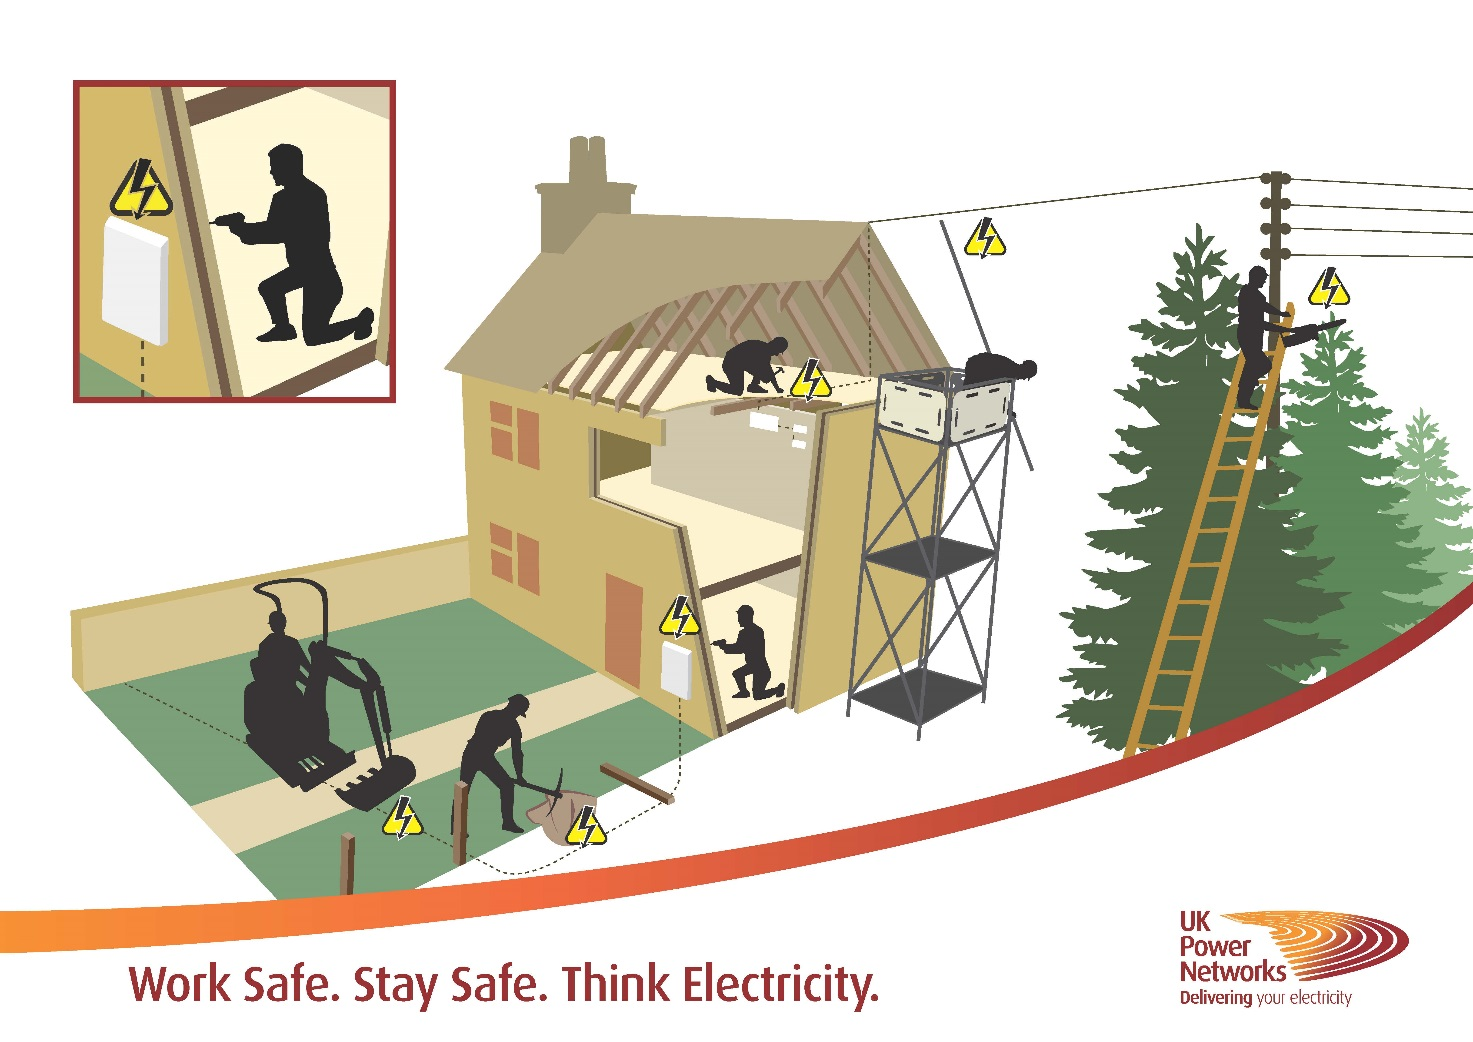 Work Safe. Stay Safe. Think Electricity.
UK
Power
Networks
Delivering your electricity